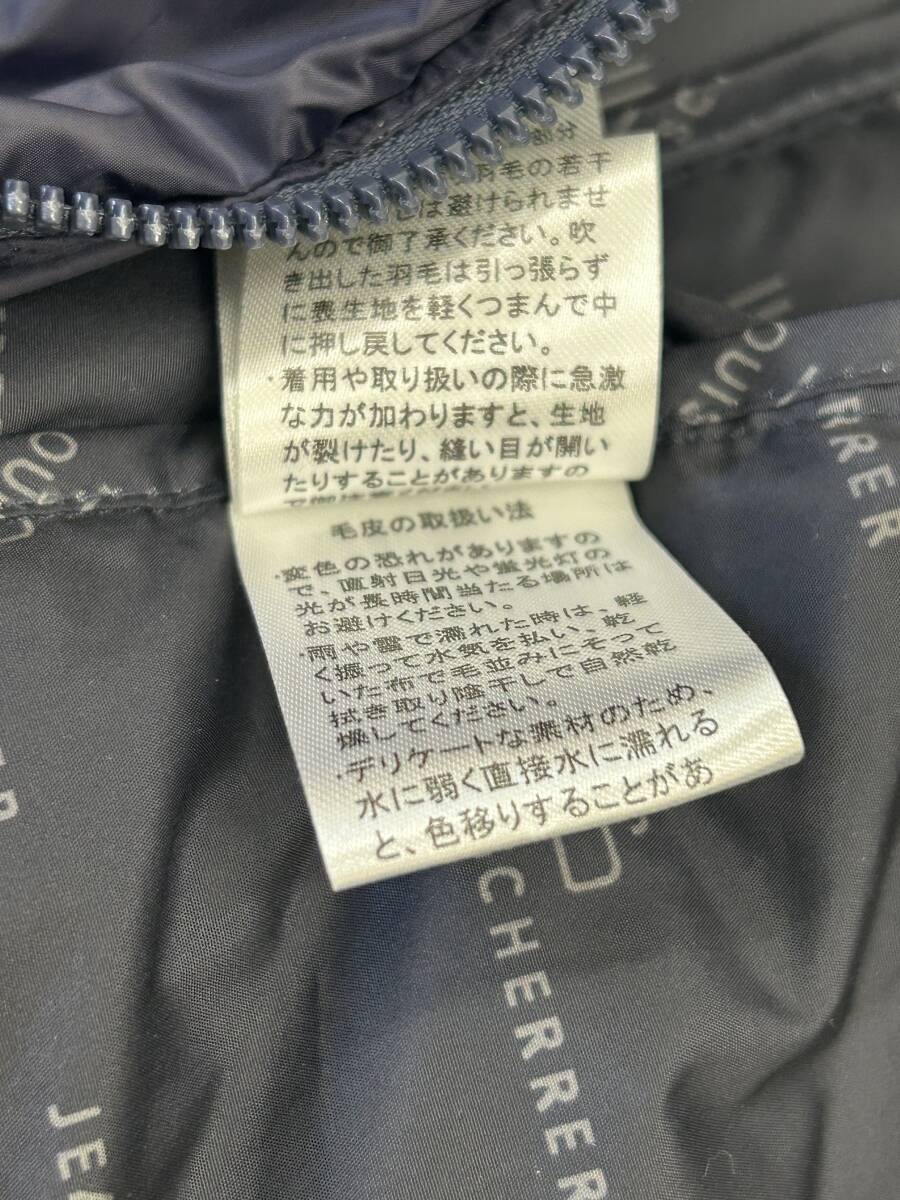 部分
羽毛の若干
は避けられませ
んので御了承ください。吹
き出した羽毛は引っ張らず
に表生地を軽くつまんで中
に押し戻してください。
・着用や取り扱いの際に急激
な力が加わりますと、生地
が裂けたり、縫い目が開い
たりすることがありますの
毛皮の取扱い法
・変色の恐れがありますの
で、直射日光や蛍光灯の
光が長時間当たる場所は
お避けください。
・雨や雪で濡れた時は、軽
く振って水気を払い、乾
いた布で毛並みにそって
拭き取り陰干しで自然乾
燥してください。
・デリケートな素材のため、
水に弱く直接水に濡れる
と、色移りすることがあ
OUIS
HRRER
OUIS
CHERRER
JEA